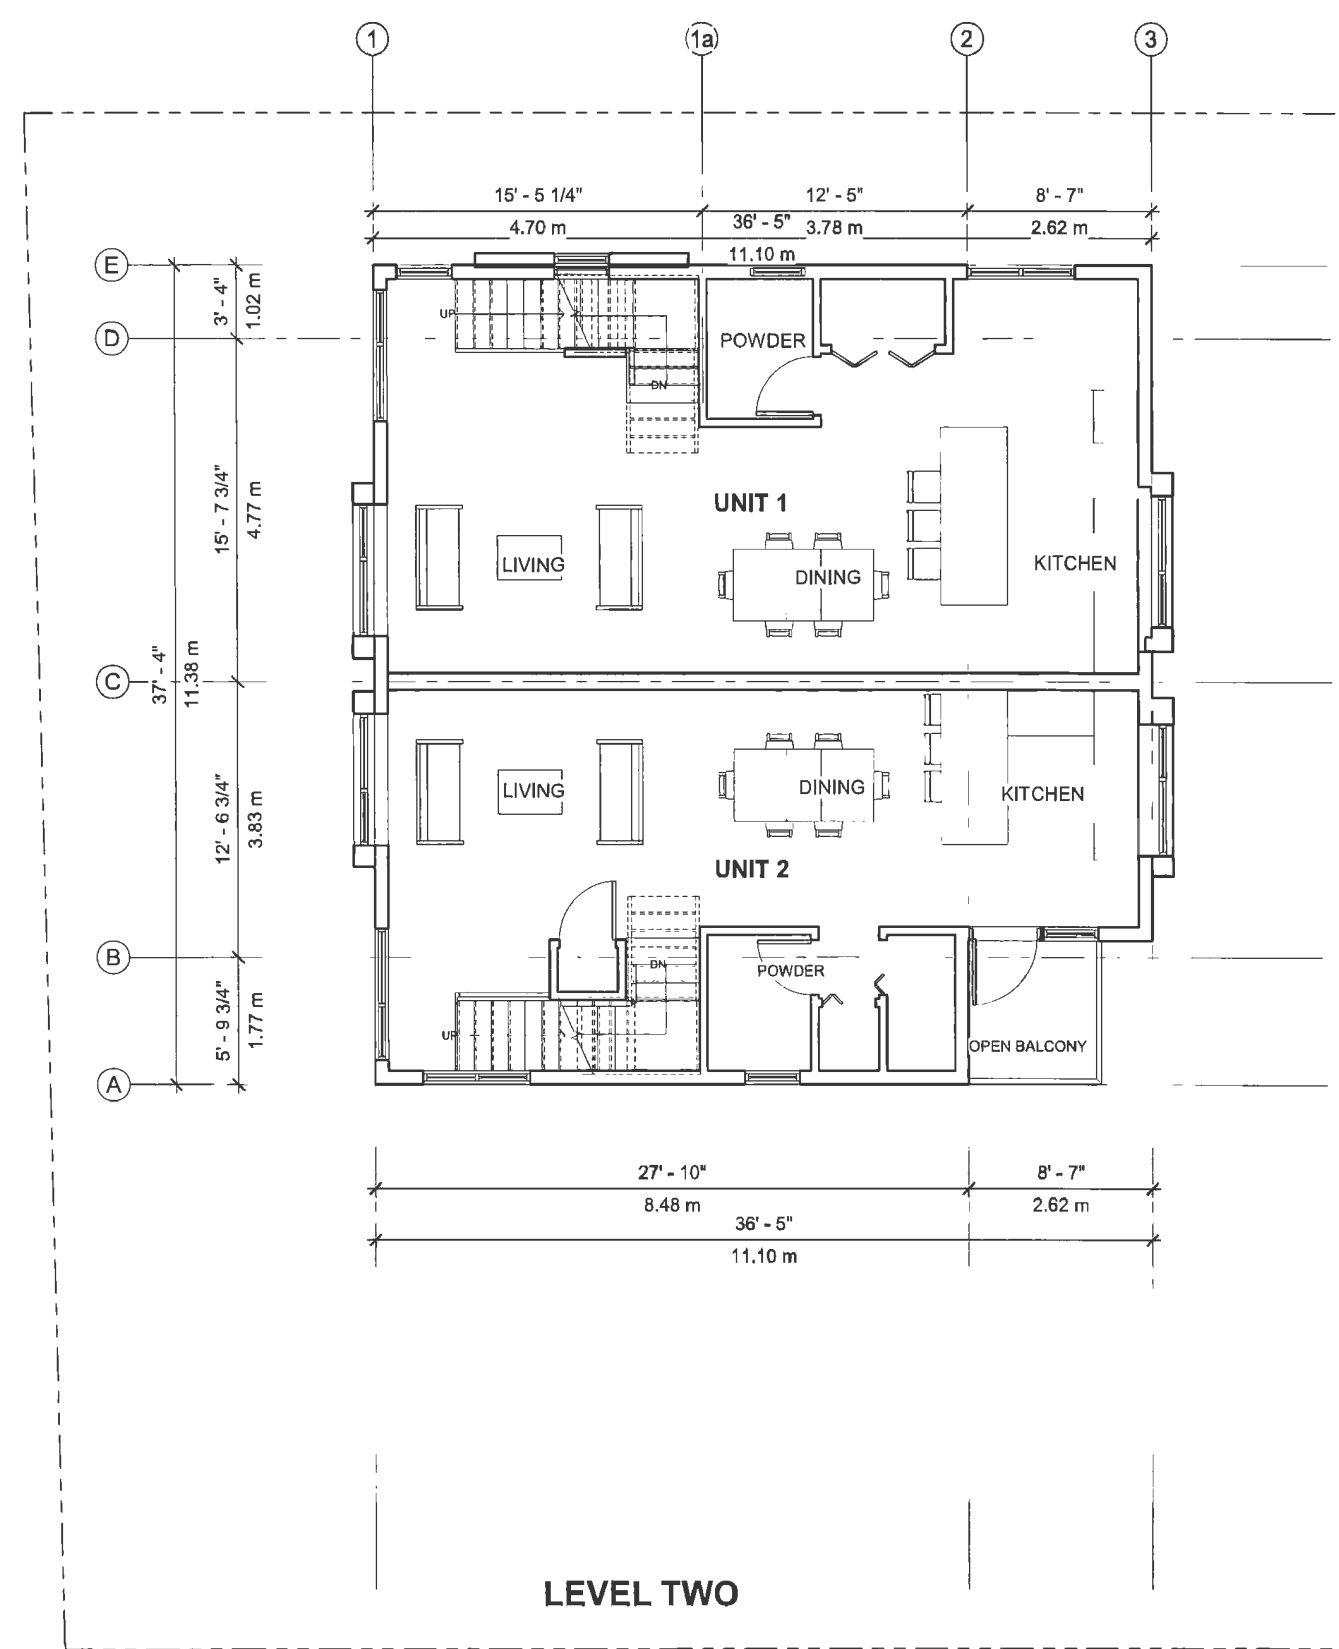 1
1a
2
3
15' - 5 1/4"
12' - 5"
8' - 7"
4.70 m
36' - 5"
3.78 m
2.62 m
11.10 m
E
3' - 4"
1.02 m
D
UP
POWDER
DN
15' - 7 3/4"
4.77 m
UNIT 1
LIVING
DINING
KITCHEN
37' - 4"
11.38 m
C
12' - 6 3/4"
3.83 m
LIVING
DINING
KITCHEN
UNIT 2
B
DN
POWDER
5' - 9 3/4"
1.77 m
UP
OPEN BALCONY
A
27' - 10"
8' - 7"
8.48 m
2.62 m
36' - 5"
11.10 m
LEVEL TWO